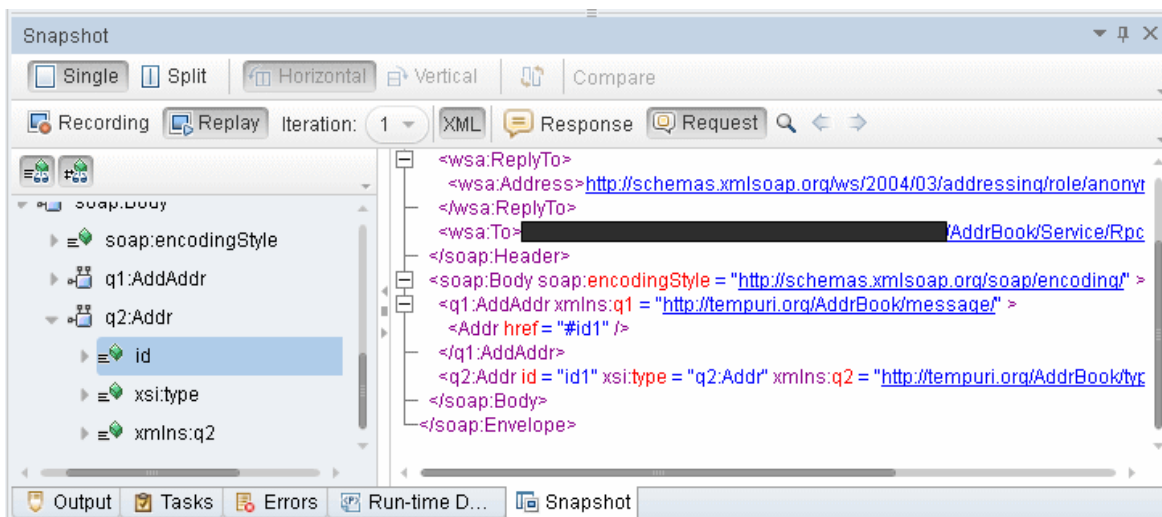 Snapshot
Single Split Horizontal Vertical Compare
Recording Replay Iteration: 1 XML Response Request
soap:Body
soap:encodingStyle
q1:AddAddr
q2:Addr
id
xsi:type
xmlns:q2
<wsa:ReplyTo>
<wsa:Address>http://schemas.xmlsoap.org/ws/2004/03/addressing/role/anonyr
</wsa:ReplyTo>
<wsa:To> /AddrBook/Service/Rpc
</soap:Header>
<soap:Body soap:encodingStyle = "http://schemas.xmlsoap.org/soap/encoding/" >
<q1:AddAddr xmlns:q1 = "http://tempuri.org/AddrBook/message/" >
<Addr href = "#id1" />
</q1:AddAddr>
<q2:Addr id = "id1" xsi:type = "q2:Addr" xmlns:q2 = "http://tempuri.org/AddrBook/typ
</soap:Body>
</soap:Envelope>
Output Tasks Errors Run-time D... Snapshot